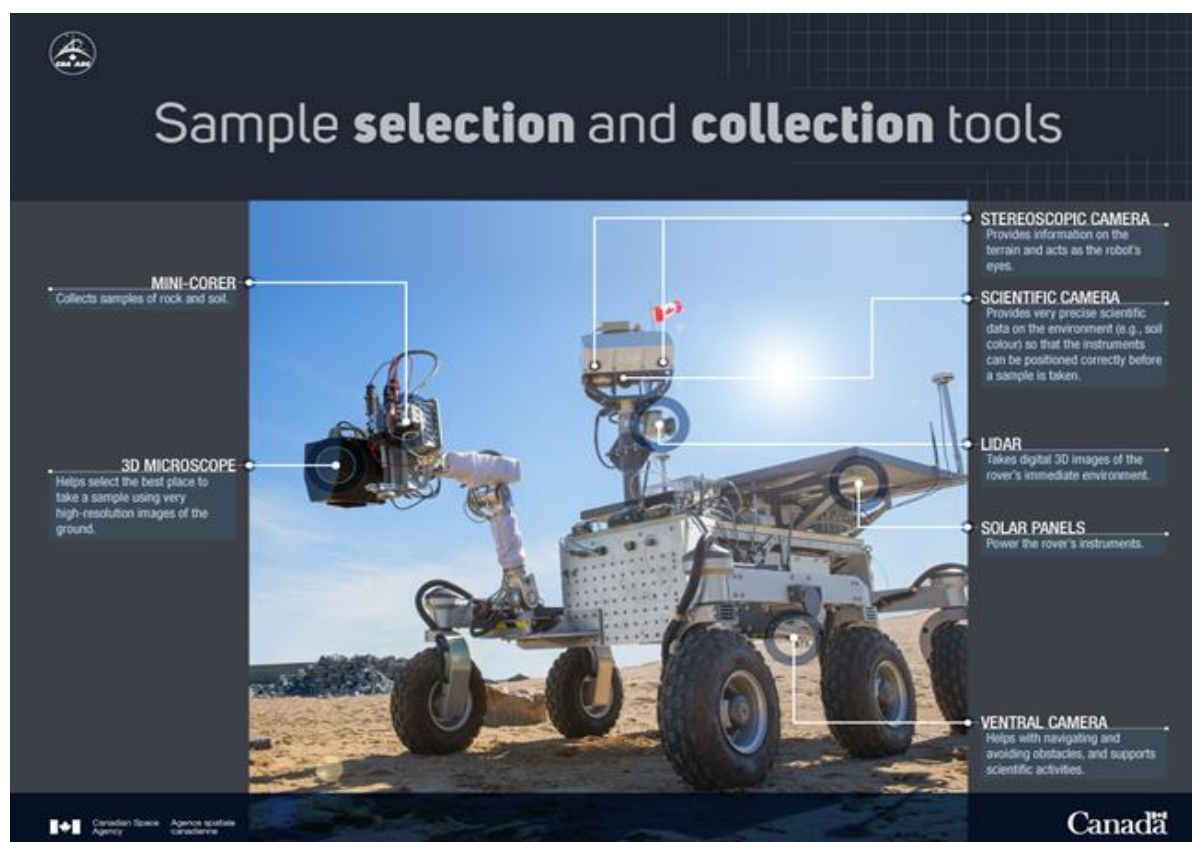 CSA ASC
Sample selection and collection tools
MINI-CORER
Collects samples of rock and soil.
3D MICROSCOPE
Helps select the best place to
take a sample using very
high-resolution images of the
ground.
STEREOSCOPIC CAMERA
Provides information on the
terrain and acts as the robot's
eyes.
SCIENTIFIC CAMERA
Provides very precise scientific
data on the environment (e.g., soil
colour) so that the instruments
can be positioned correctly before
a sample is taken.
LIDAR
Takes digital 3D images of the
rover's immediate environment.
SOLAR PANELS
Power the rover's instruments.
VENTRAL CAMERA
Helps with navigating and
avoiding obstacles, and supports
scientific activities.
Canadian Space Agency
Agence spatiale canadienne
Canada